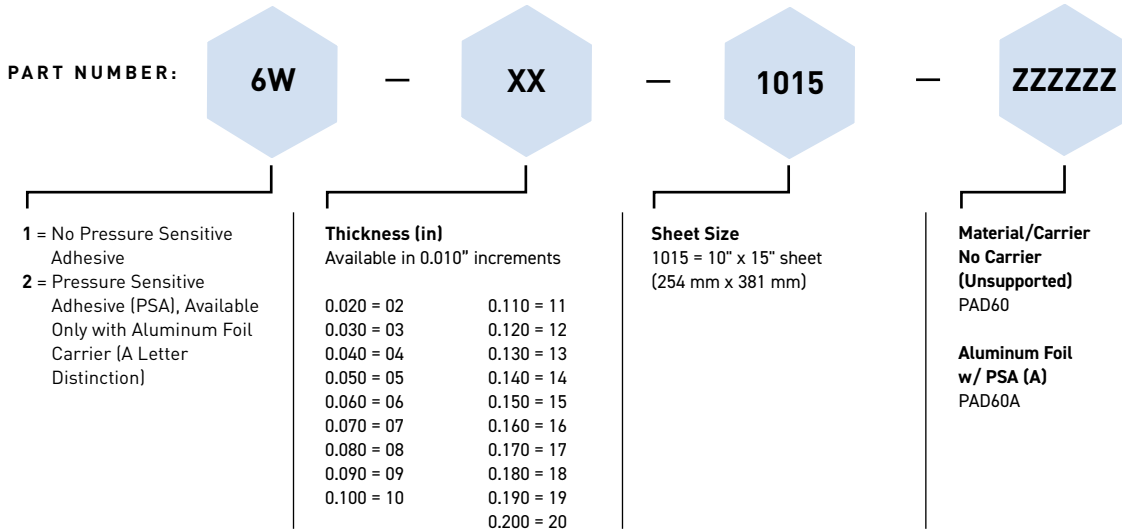 PART NUMBER:
6W – XX – 1015 – ZZZZZZ
1 = No Pressure Sensitive
Adhesive
2 = Pressure Sensitive
Adhesive (PSA), Available
Only with Aluminum Foil
Carrier (A Letter
Distinction)
Thickness (in)
Available in 0.010” increments
0.020 = 02
0.030 = 03
0.040 = 04
0.050 = 05
0.060 = 06
0.070 = 07
0.080 = 08
0.090 = 09
0.100 = 10
0.110 = 11
0.120 = 12
0.130 = 13
0.140 = 14
0.150 = 15
0.160 = 16
0.170 = 17
0.180 = 18
0.190 = 19
0.200 = 20
Sheet Size
1015 = 10" x 15" sheet
(254 mm x 381 mm)
Material/Carrier
No Carrier
(Unsupported)
PAD60
Aluminum Foil
w/ PSA (A)
PAD60A